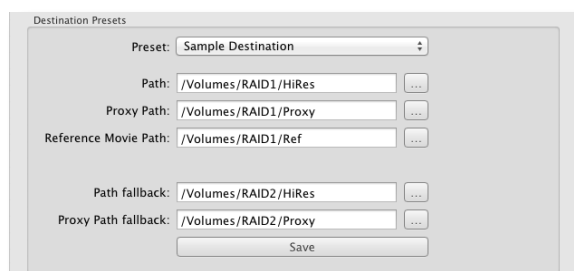 Destination Presets
Preset: Sample Destination
Path: /Volumes/RAID1/HiRes ...
Proxy Path: /Volumes/RAID1/Proxy ...
Reference Movie Path: /Volumes/RAID1/Ref ...
Path fallback: /Volumes/RAID2/HiRes ...
Proxy Path fallback: /Volumes/RAID2/Proxy ...
Save